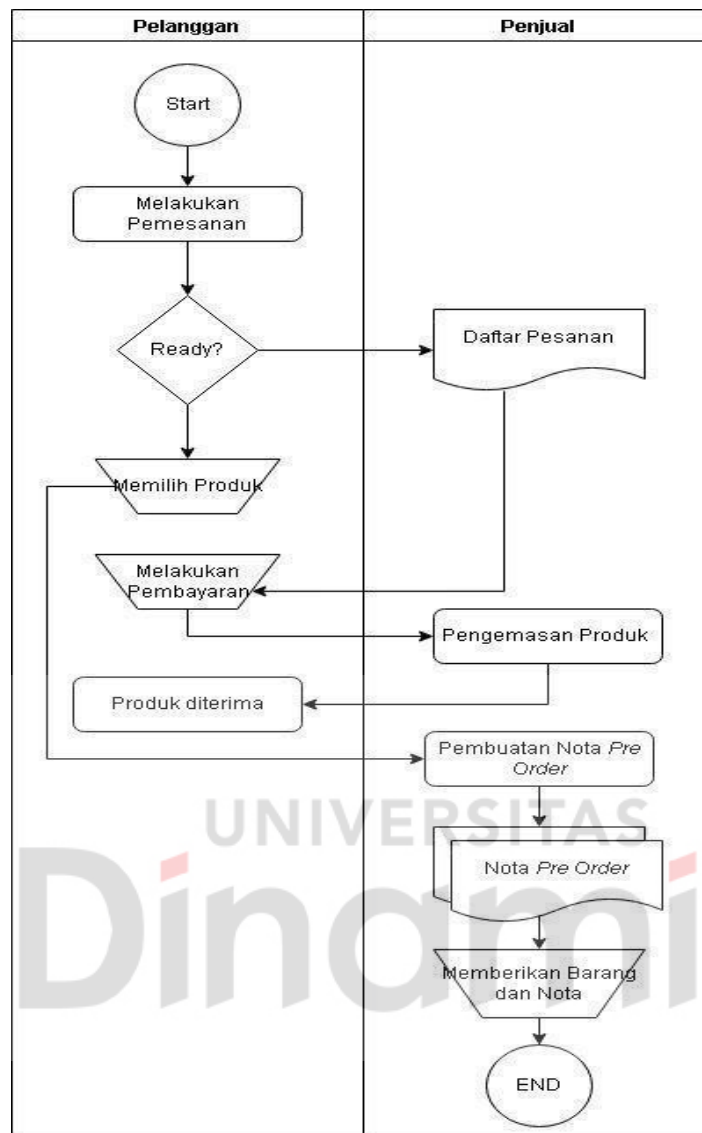 Pelanggan
Penjual
Start
Melakukan
Pemesanan
Ready?
Daftar Pesanan
Memilih Produk
Melakukan
Pembayaran
Pengemasan Produk
Produk diterima
Pembuatan Nota Pre
Order
UNIVERSITAS
Dinami
Nota Pre Order
Memberikan Barang
dan Nota
END